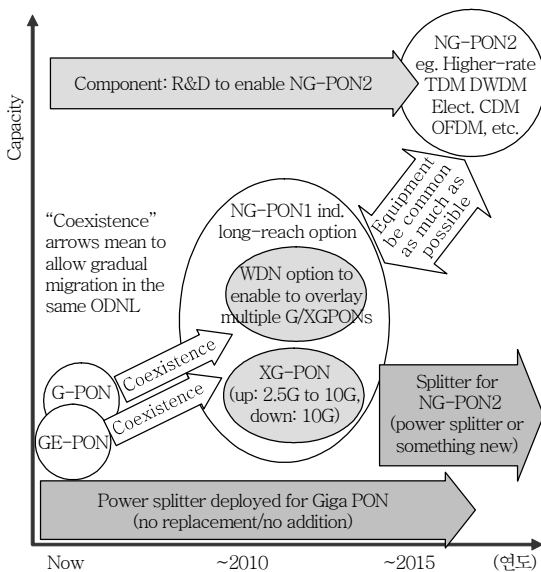 NG-PON2
eg. Higher-rate
TDM DWDM
Elect. CDM
OFDM, etc.
Component: R&D to enable NG-PON2
Capacity
Equipment
be common
as much as
possible
"Coexistence"
arrows mean to
allow gradual
migration in the
same ODNL
NG-PON1 ind.
long-reach option
WDN option to
enable to overlay
multiple G/XGPONs
Coexistence
G-PON
XG-PON
(up: 2.5G to 10G,
down: 10G)
Coexistence
GE-PON
Splitter for
NG-PON2
(power splitter or
something new)
Power splitter deployed for Giga PON
(no replacement/no addition)
Now ~2010 ~2015 (연도)